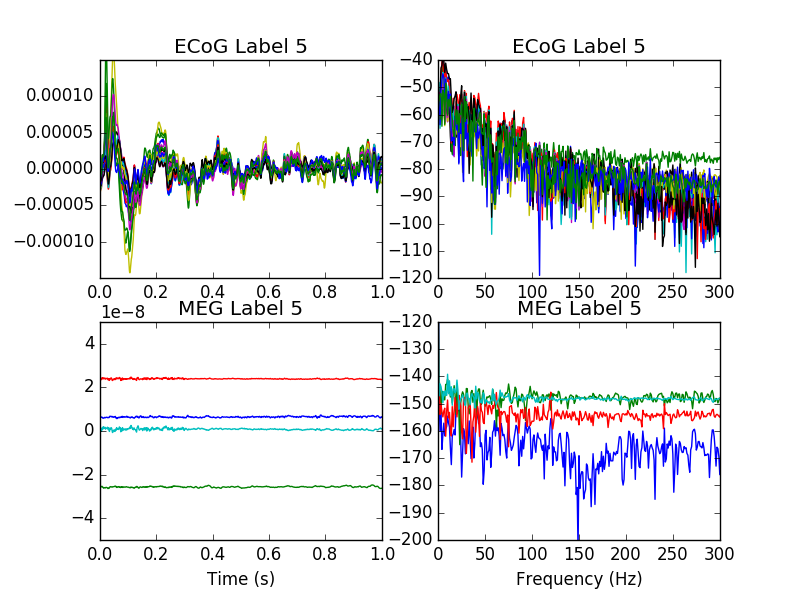 ECoG Label 5
0.00010
0.00005
0.00000
−0.00005
−0.00010
0.0 0.2 0.4 0.6 0.8 1.0
ECoG Label 5
−40
−50
−60
−70
−80
−90
−100
−110
−120
0 50 100 150 200 250 300
1e−8
MEG Label 5
4
2
0
−2
−4
0.0 0.2 0.4 0.6 0.8 1.0
Time (s)
MEG Label 5
−120
−130
−140
−150
−160
−170
−180
−190
−200
0 50 100 150 200 250 300
Frequency (Hz)